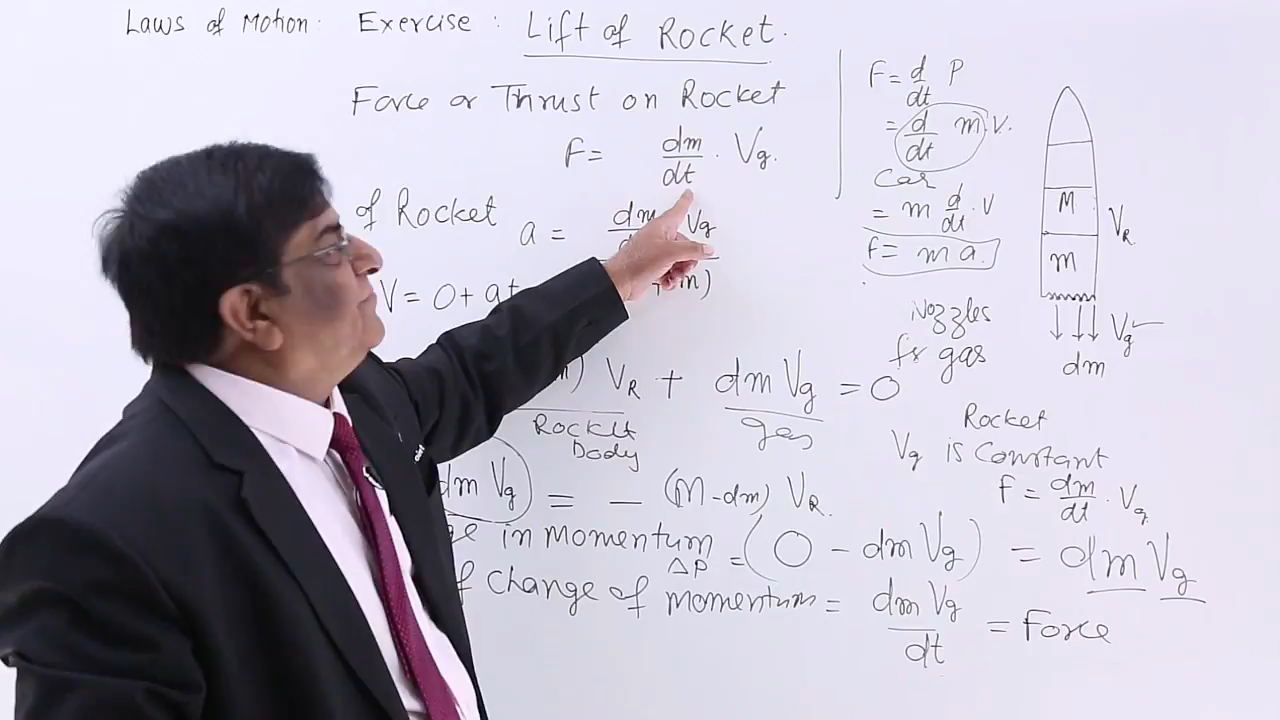 Laws of Motion: Exercise: Lift of Rocket.
Force or Thrust on Rocket
F = dm/dt . Vg.
of Rocket a = dm Vg
m)
V = 0 + at
) VR + dm Vg = 0
Rocket Body gas
dm Vg = - (M-dm) VR.
in momentum ΔP = (0 - dm Vg) = dm Vg
f change of momentum = dm Vg/dt = Force
F = d/dt P
= d/dt m.V.
Car
= m d/dt . V
F = m a.
M
m
VR
Nozzles
fr gas
Vg
dm
Rocket
Vg is Constant
F = dm/dt . Vg